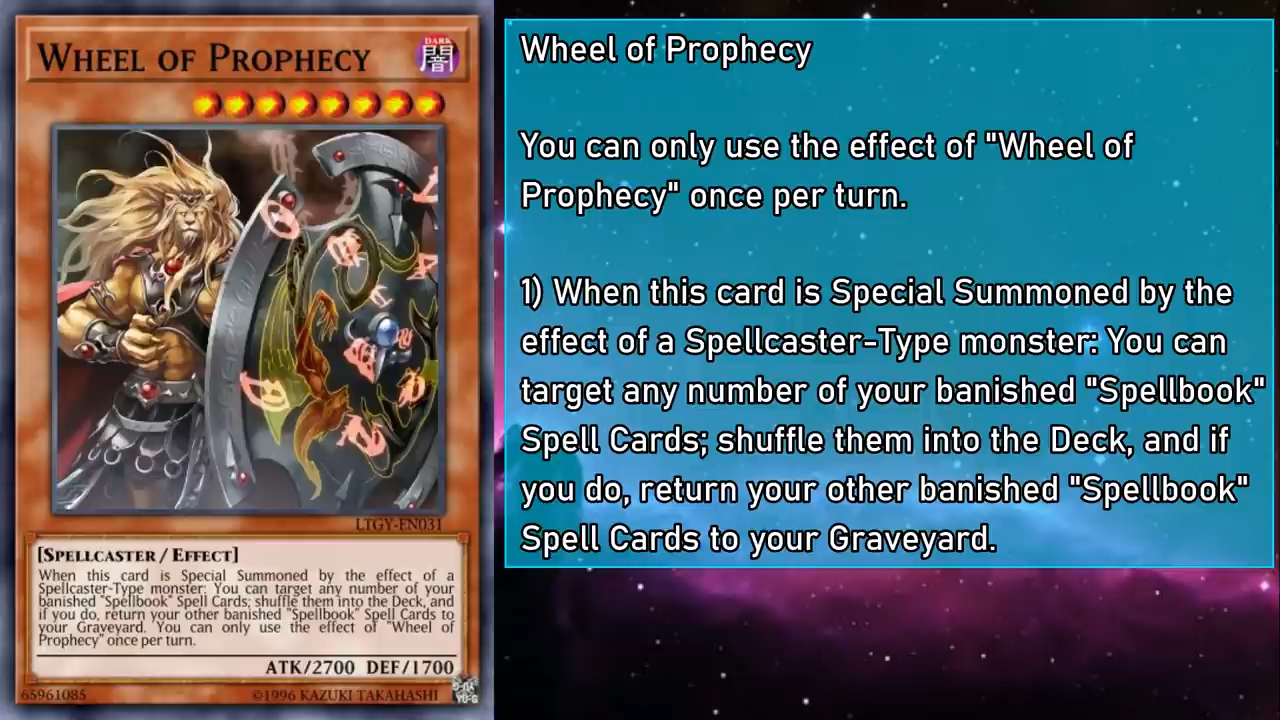 WHEEL OF PROPHECY
DARK
闇
LTGY-EN031
[SPELLCASTER / EFFECT]
When this card is Special Summoned by the effect of a
Spellcaster-Type monster: You can target any number of your
banished "Spellbook" Spell Cards; shuffle them into the Deck, and
if you do, return your other banished "Spellbook" Spell Cards to
your Graveyard. You can only use the effect of "Wheel of
Prophecy" once per turn.
ATK/2700 DEF/1700
65961085
©1996 KAZUKI TAKAHASHI
Wheel of Prophecy
You can only use the effect of "Wheel of
Prophecy" once per turn.
1) When this card is Special Summoned by the
effect of a Spellcaster-Type monster: You can
target any number of your banished "Spellbook"
Spell Cards; shuffle them into the Deck, and if
you do, return your other banished "Spellbook"
Spell Cards to your Graveyard.